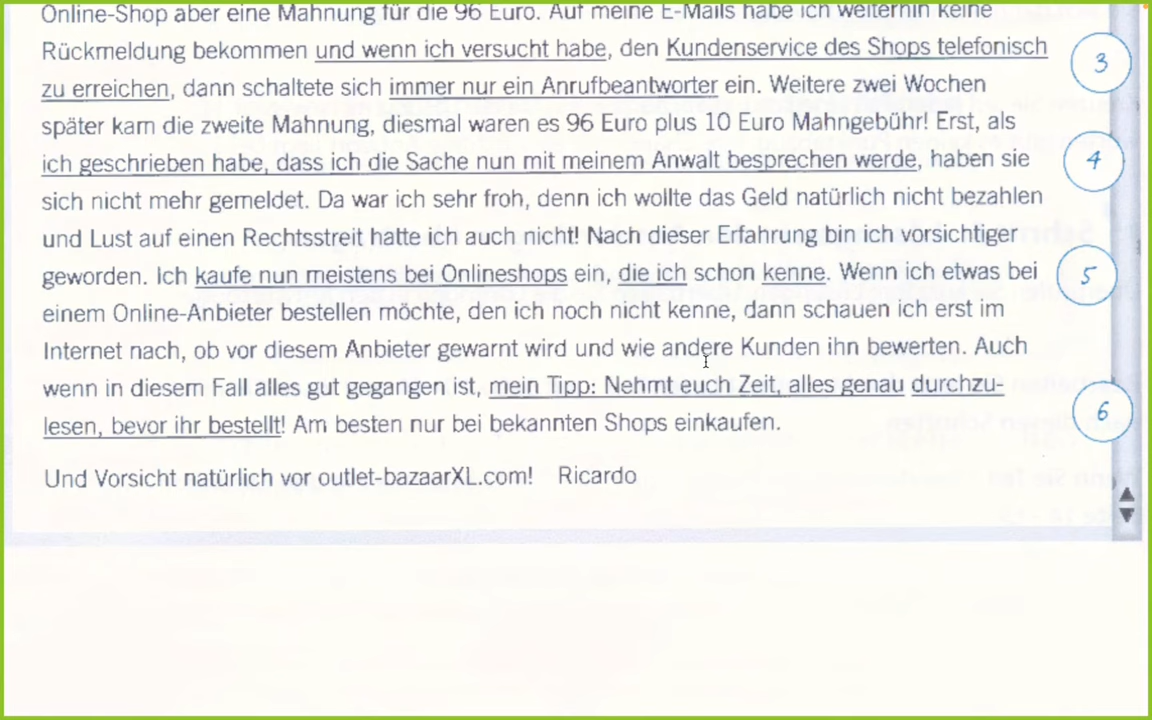 Online-Shop aber eine Mahnung für die 96 Euro. Auf meine E-Mails habe ich weiterhin keine
Rückmeldung bekommen und wenn ich versucht habe, den Kundenservice des Shops telefonisch
3
zu erreichen, dann schaltete sich immer nur ein Anrufbeantworter ein. Weitere zwei Wochen
später kam die zweite Mahnung, diesmal waren es 96 Euro plus 10 Euro Mahngebühr! Erst, als
ich geschrieben habe, dass ich die Sache nun mit meinem Anwalt besprechen werde, haben sie
4
sich nicht mehr gemeldet. Da war ich sehr froh, denn ich wollte das Geld natürlich nicht bezahlen
und Lust auf einen Rechtsstreit hatte ich auch nicht! Nach dieser Erfahrung bin ich vorsichtiger
geworden. Ich kaufe nun meistens bei Onlineshops ein, die ich schon kenne. Wenn ich etwas bei
5
einem Online-Anbieter bestellen möchte, den ich noch nicht kenne, dann schauen ich erst im
Internet nach, ob vor diesem Anbieter gewarnt wird und wie andere Kunden ihn bewerten. Auch
wenn in diesem Fall alles gut gegangen ist, mein Tipp: Nehmt euch Zeit, alles genau durchzu-
6
lesen, bevor ihr bestellt! Am besten nur bei bekannten Shops einkaufen.
Und Vorsicht natürlich vor outlet-bazaarXL.com! Ricardo